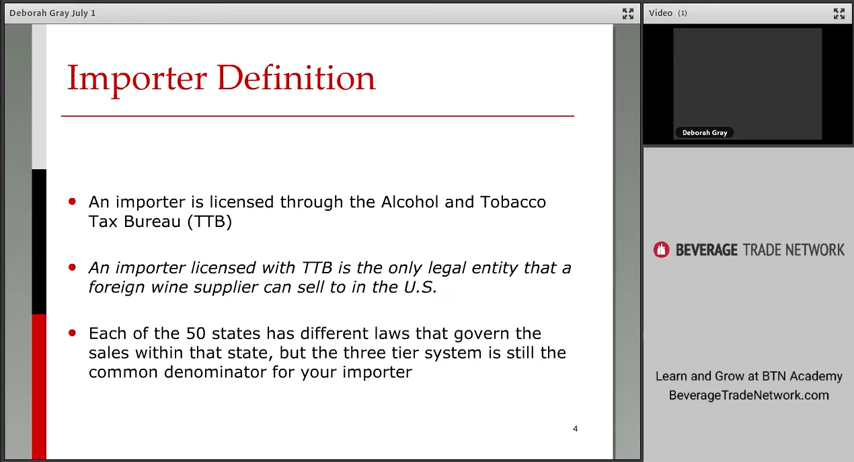 Deborah Gray July 1
Video (1)
Importer Definition
An importer is licensed through the Alcohol and Tobacco
Tax Bureau (TTB)
An importer licensed with TTB is the only legal entity that a
foreign wine supplier can sell to in the U.S.
Each of the 50 states has different laws that govern the
sales within that state, but the three tier system is still the
common denominator for your importer
4
Deborah Gray
BEVERAGE TRADE NETWORK
Learn and Grow at BTN Academy
BeverageTradeNetwork.com